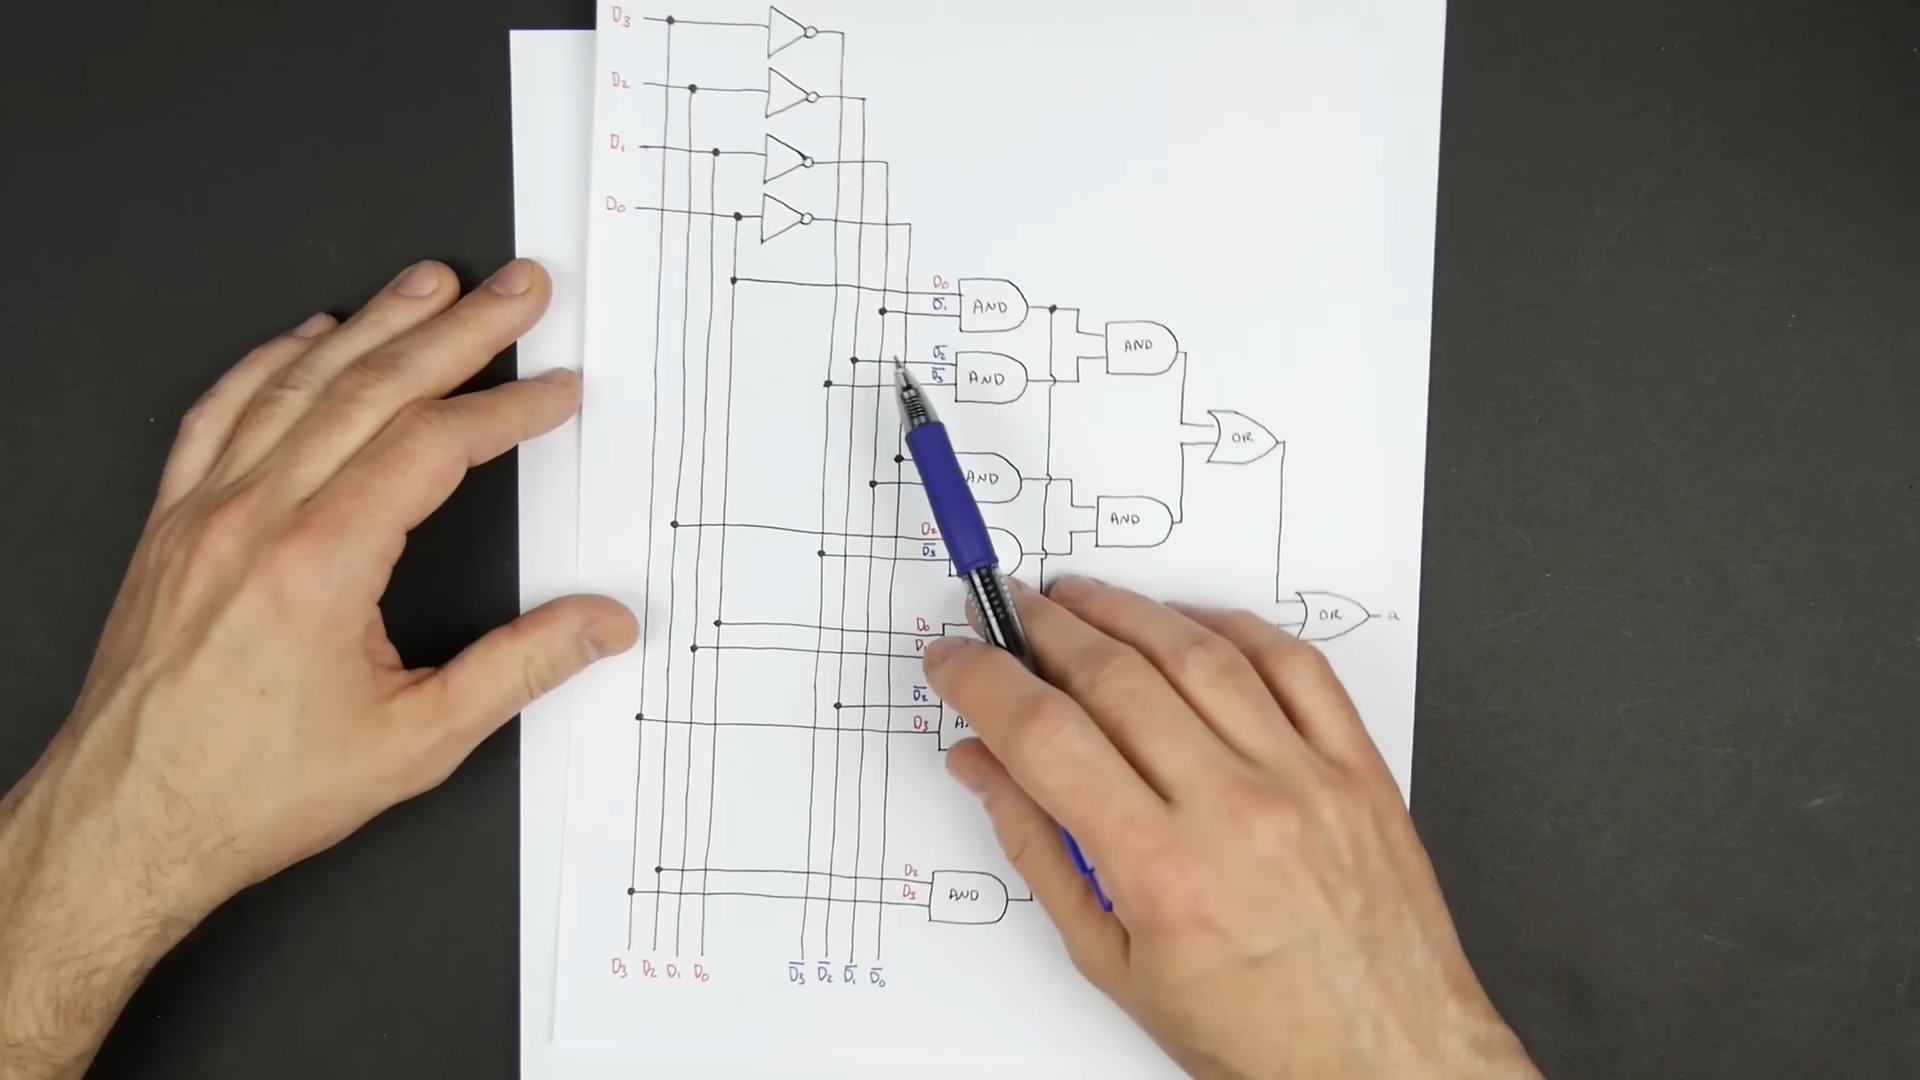 D₃
D₂
D₁
D₀
D₀
D̅₁
AND
AND
D̅₂
D̅₃
AND
OR
AND
AND
D₂
D̅₃
OR
a
D₀
D₁
D̅₂
D₃
D₂
D₃
AND
D₃ D₂ D₁ D₀ D̅₃ D̅₂ D̅₁ D̅₀